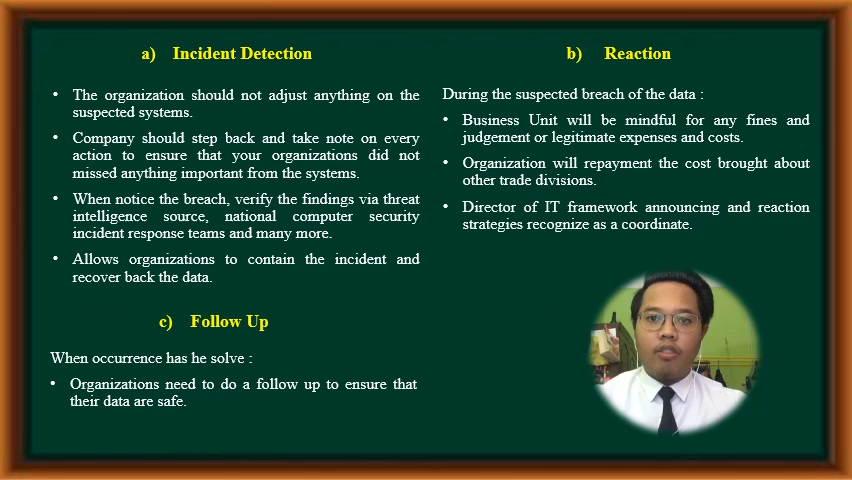 a) Incident Detection
• The organization should not adjust anything on the
suspected systems.
• Company should step back and take note on every
action to ensure that your organizations did not
missed anything important from the systems.
• When notice the breach, verify the findings via threat
intelligence source, national computer security
incident response teams and many more.
• Allows organizations to contain the incident and
recover back the data.
b) Reaction
During the suspected breach of the data :
• Business Unit will be mindful for any fines and
judgement or legitimate expenses and costs.
• Organization will repayment the cost brought about
other trade divisions.
• Director of IT framework announcing and reaction
strategies recognize as a coordinate.
c) Follow Up
When occurrence has he solve :
• Organizations need to do a follow up to ensure that
their data are safe.